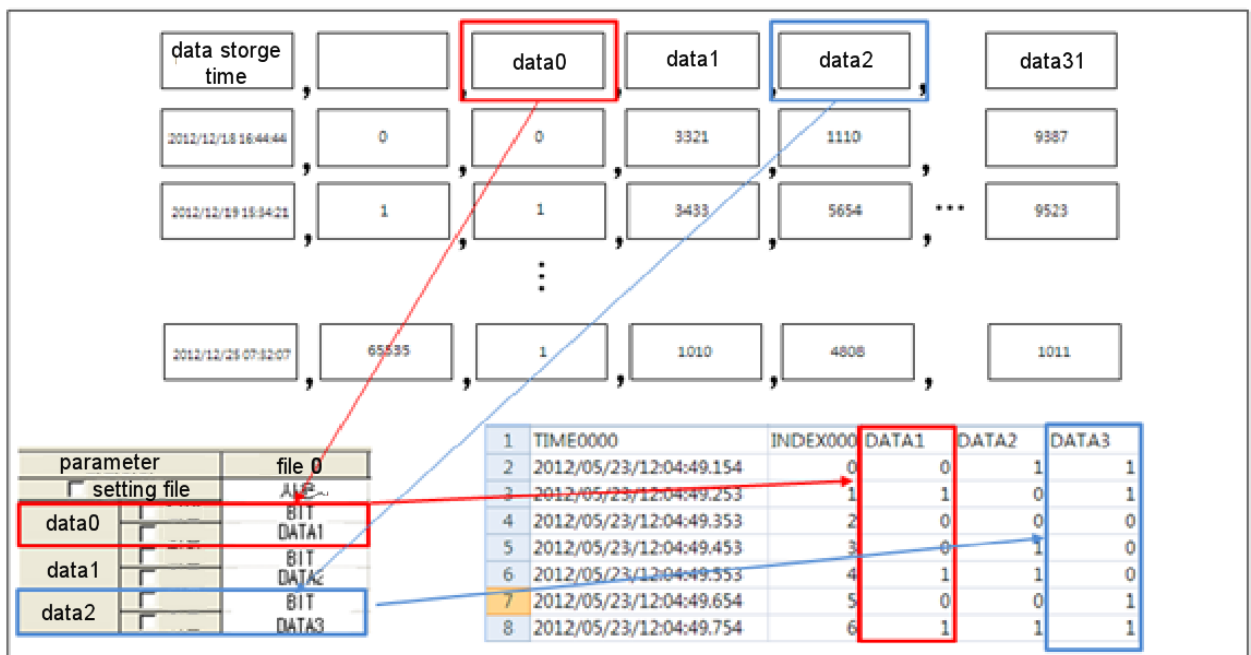 data storge
time
,
,
data0
,
data1
,
data2
,
data31
2012/12/18 16:44:44
,
0
,
0
,
3321
,
1110
,
9387
2012/12/19 15:34:21
,
1
,
1
,
3433
,
5654
,
...
9523
2012/12/25 07:32:07
,
65535
,
1
,
1010
,
4808
,
1011
parameter
file 0
setting file
data0
BIT
DATA1
data1
BIT
DATA2
data2
BIT
DATA3
1 TIME0000 INDEX000 DATA1 DATA2 DATA3
2 2012/05/23/12:04:49.154 0 0 1 1
3 2012/05/23/12:04:49.253 1 1 0 1
4 2012/05/23/12:04:49.353 2 0 0 0
5 2012/05/23/12:04:49.453 3 0 1 0
6 2012/05/23/12:04:49.553 4 1 1 0
7 2012/05/23/12:04:49.654 5 0 0 1
8 2012/05/23/12:04:49.754 6 1 1 1